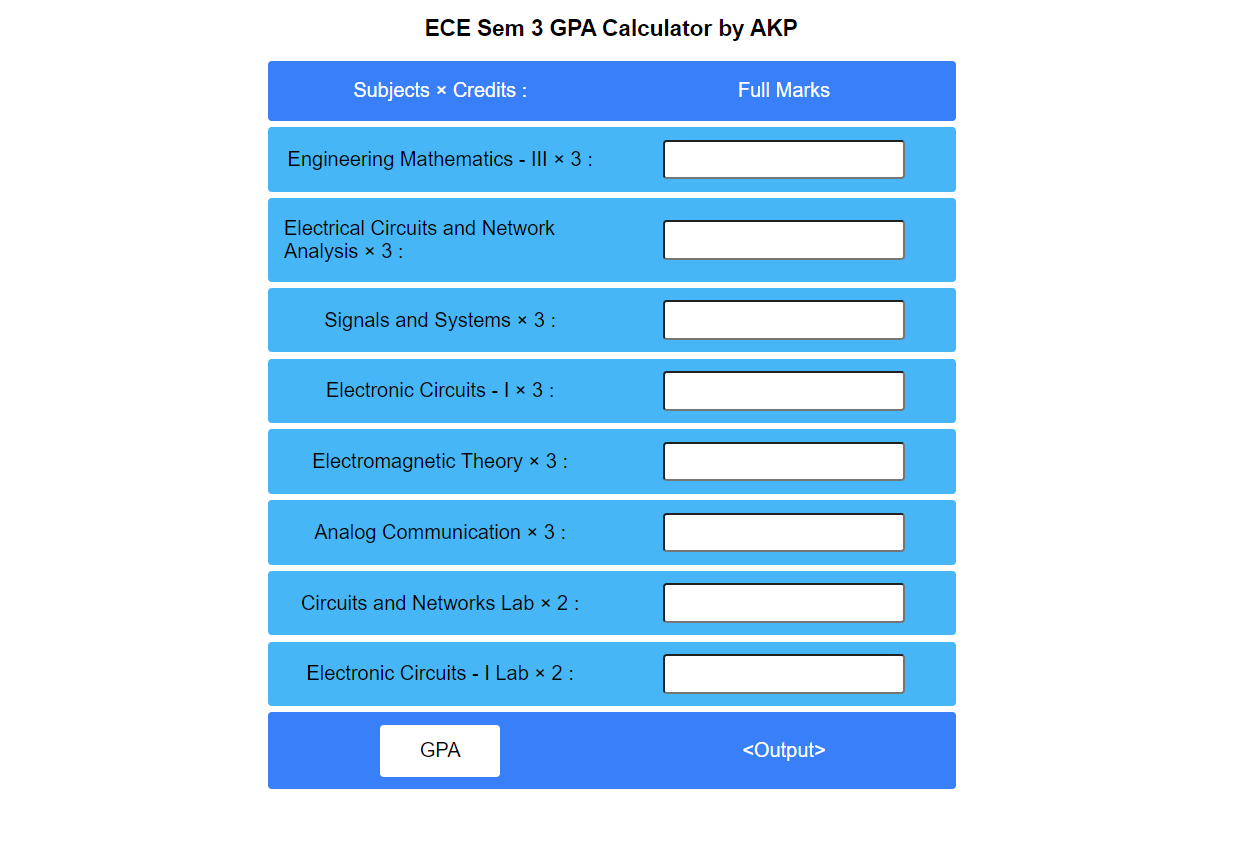 ECE Sem 3 GPA Calculator by AKP
Subjects × Credits : Full Marks
Engineering Mathematics - III × 3 :
Electrical Circuits and Network
Analysis × 3 :
Signals and Systems × 3 :
Electronic Circuits - I × 3 :
Electromagnetic Theory × 3 :
Analog Communication × 3 :
Circuits and Networks Lab × 2 :
Electronic Circuits - I Lab × 2 :
GPA <Output>